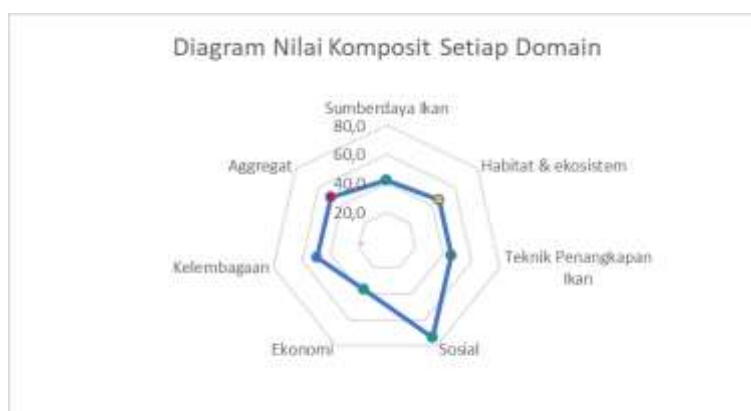 Diagram Nilai Komposit Setiap Domain
Sumberdaya Ikan
80,0
60,0
40,0
20,0
Aggregat
Habitat & ekosistem
Kelembagaan
Teknik Penangkapan
Ikan
Ekonomi
Sosial